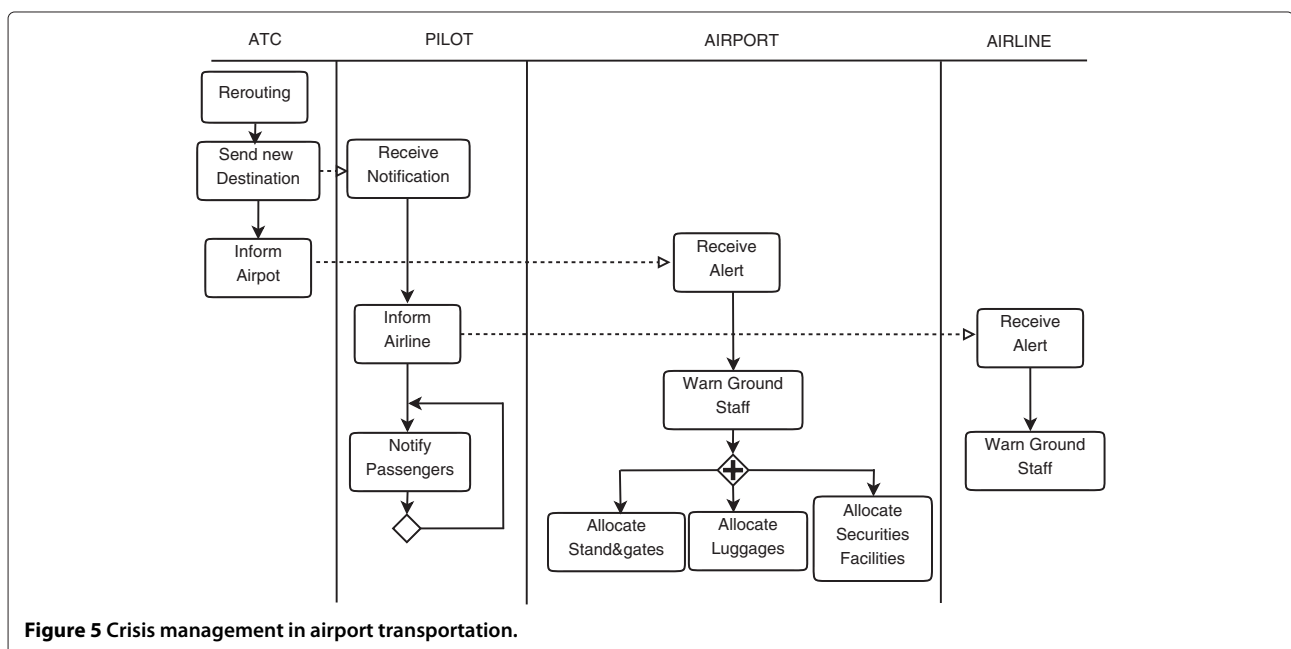 ATC PILOT AIRPORT AIRLINE
Rerouting
Send new
Destination
Receive
Notification
Inform
Airpot
Receive
Alert
Inform
Airline
Receive
Alert
Warn Ground
Staff
Notify
Passengers
Warn Ground
Staff
Allocate
Stand&gates
Allocate
Luggages
Allocate
Securities
Facilities
Figure 5 Crisis management in airport transportation.